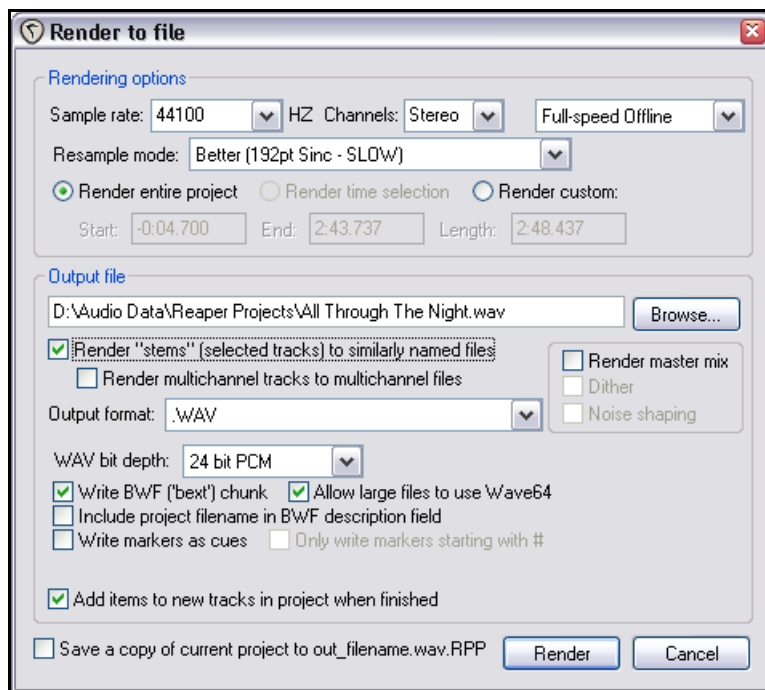 Render to file
Rendering options
Sample rate: 44100 HZ Channels: Stereo Full-speed Offline
Resample mode: Better (192pt Sinc - SLOW)
Render entire project Render time selection Render custom:
Start: -0:04.700 End: 2:43.737 Length: 2:48.437
Output file
D:\Audio Data\Reaper Projects\All Through The Night.wav Browse...
Render "stems" (selected tracks) to similarly named files
Render master mix
Render multichannel tracks to multichannel files
Dither
Output format: .WAV
Noise shaping
WAV bit depth: 24 bit PCM
Write BWF ('bext') chunk Allow large files to use Wave64
Include project filename in BWF description field
Write markers as cues Only write markers starting with #
Add items to new tracks in project when finished
Save a copy of current project to out_filename.wav.RPP Render Cancel